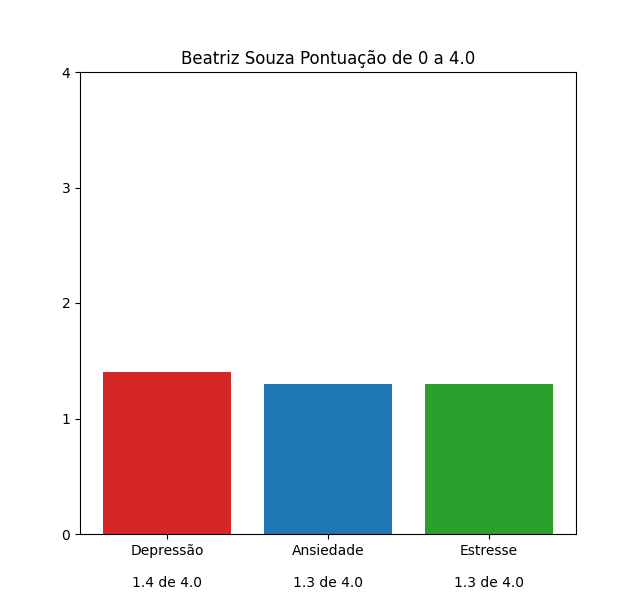 Beatriz Souza Pontuação de 0 a 4.0
4
3
2
1
0
Depressão Ansiedade Estresse
1.4 de 4.0 1.3 de 4.0 1.3 de 4.0